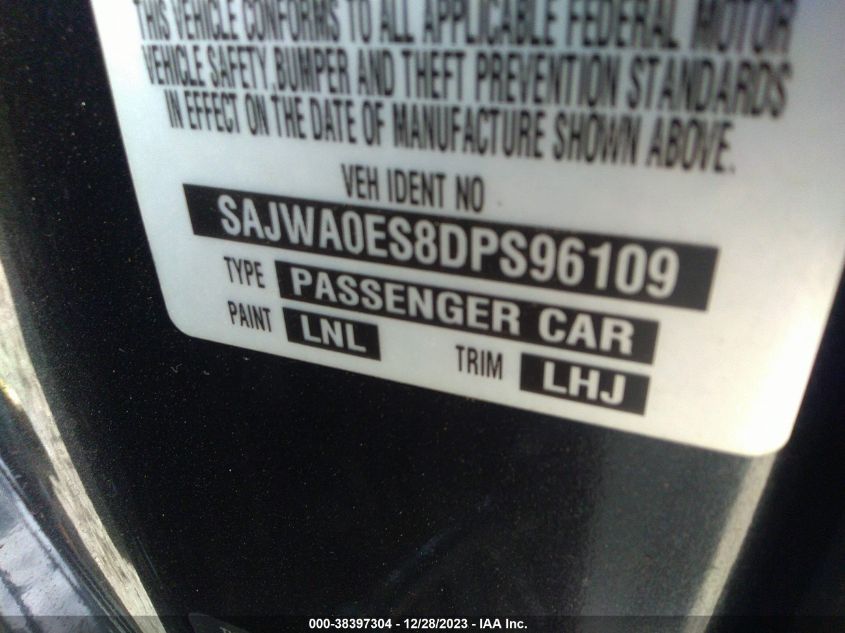 THIS VEHICLE CONFORMS TO ALL APPLICABLE FEDERAL MOTOR
VEHICLE SAFETY, BUMPER AND THEFT PREVENTION STANDARDS
IN EFFECT ON THE DATE OF MANUFACTURE SHOWN ABOVE.
VEH IDENT NO
SAJWA0ES8DPS96109
TYPE PASSENGER CAR
PAINT LNL TRIM LHJ
000-38397304 - 12/28/2023 - IAA Inc.